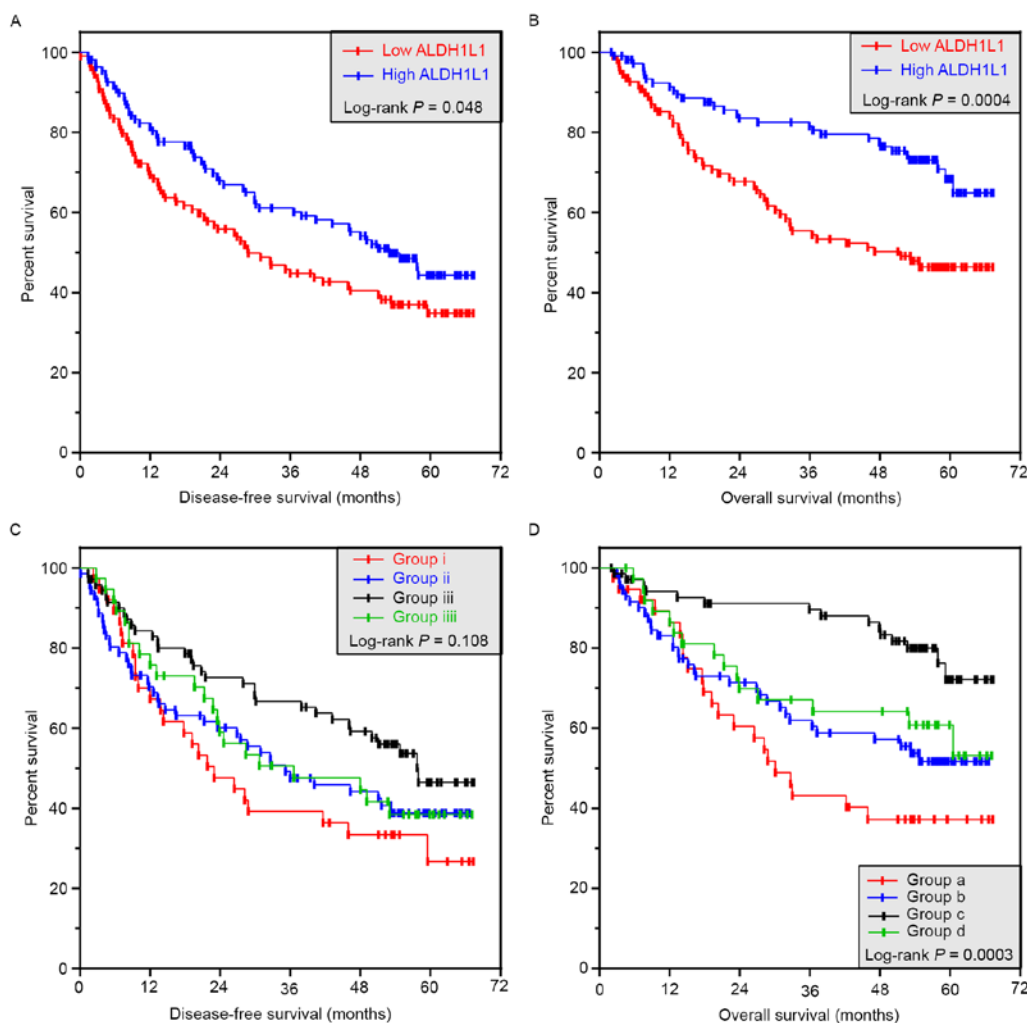 A
Low ALDH1L1
High ALDH1L1
Log-rank P = 0.048
100
80
60
40
20
0
Percent survival
0 12 24 36 48 60 72
Disease-free survival (months)
B
Low ALDH1L1
High ALDH1L1
Log-rank P = 0.0004
100
80
60
40
20
0
Percent survival
0 12 24 36 48 60 72
Overall survival (months)
C
Group i
Group ii
Group iii
Group iiii
Log-rank P = 0.108
100
80
60
40
20
0
Percent survival
0 12 24 36 48 60 72
Disease-free survival (months)
D
100
80
60
40
20
0
Percent survival
Group a
Group b
Group c
Group d
Log-rank P = 0.0003
0 12 24 36 48 60 72
Overall survival (months)